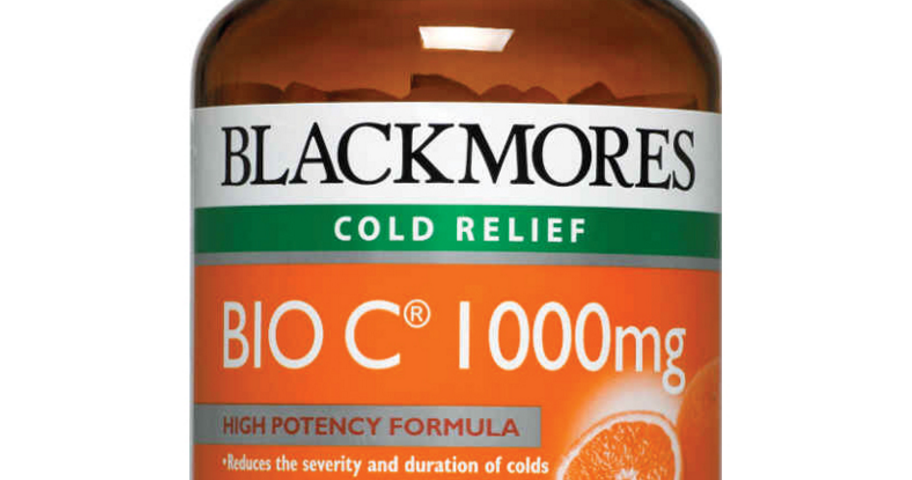 BLACKMORES
COLD RELIEF
BIO C® 1000mg
HIGH POTENCY FORMULA
•Reduces the severity and duration of colds